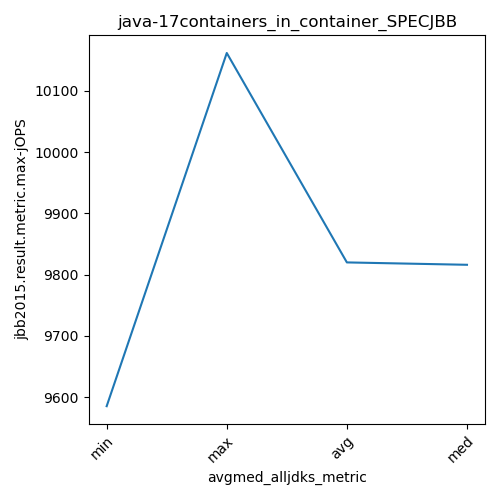 java-17containers_in_container_SPECJBB
jbb2015.result.metric.max-jOPS
10100
10000
9900
9800
9700
9600
min
max
avg
med
avgmed_alljdks_metric